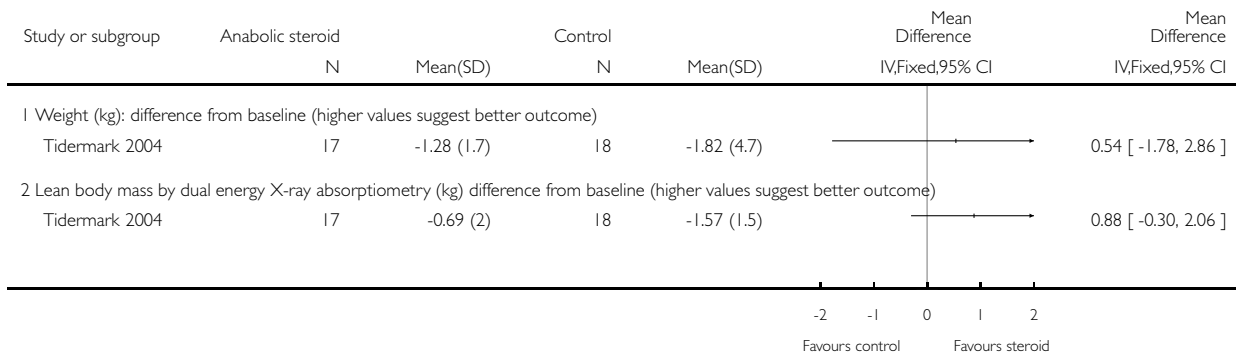 Study or subgroup Anabolic steroid Control Mean Difference Mean Difference
N Mean(SD) N Mean(SD) IV,Fixed,95% CI IV,Fixed,95% CI
1 Weight (kg): difference from baseline (higher values suggest better outcome)
Tidermark 2004 17 -1.28 (1.7) 18 -1.82 (4.7) 0.54 [ -1.78, 2.86 ]
2 Lean body mass by dual energy X-ray absorptiometry (kg) difference from baseline (higher values suggest better outcome)
Tidermark 2004 17 -0.69 (2) 18 -1.57 (1.5) 0.88 [ -0.30, 2.06 ]
-2 -1 0 1 2
Favours control Favours steroid